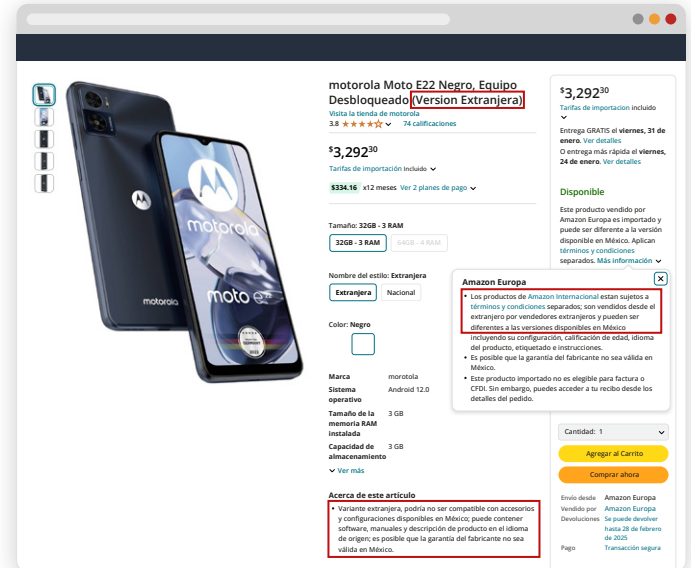 motorola Moto E22 Negro, Equipo
Desbloqueado (Version Extranjera)
Visita la tienda de motorola
3.8 74 calificaciones
$3,29230
Tarifas de importación Incluido
$334.16 x12 meses Ver 2 planes de pago
Tamaño: 32GB - 3 RAM
32GB - 3 RAM 64GB - 4 RAM
Nombre del estilo: Extranjera
Extranjera Nacional
Color: Negro
Marca morotola
Sistema operativo Android 12.0
Tamaño de la memoria RAM instalada 3 GB
Capacidad de almacenamiento 3 GB
Ver más
Acerca de este artículo
• Variante extranjera, podría no ser compatible con accesorios
y configuraciones disponibles en México; puede contener
software, manuales y descripción de producto en el idioma
de origen; es posible que la garantía del fabricante no sea
válida en México.
$3,29230
Tarifas de importacion incluido
Entrega GRATIS el viernes, 31 de
enero. Ver detalles
O entrega más rápida el viernes,
24 de enero. Ver detalles
Disponible
Este producto vendido por
Amazon Europa es importado y
puede ser diferente a la versión
disponible en México. Aplican
términos y condiciones
separados. Más información
Amazon Europa
• Los productos de Amazon Internacional estan sujetos a
términos y condiciones separados; son vendidos desde el
extranjero por vendedores extranjeros y pueden ser
diferentes a las versiones disponibles en México
incluyendo su configuración, calificación de edad, idioma
del producto, etiquetado e instrucciones.
• Es posible que la garantía del fabricante no sea válida en
México.
• Este producto importado no es elegible para factura o
CFDI. Sin embargo, puedes acceder a tu recibo desde los
detalles del pedido.
Cantidad: 1
Agregar al Carrito
Comprar ahora
Envío desde Amazon Europa
Vendido por Amazon Europa
Devoluciones Se puede devolver
hasta 28 de febrero
de 2025
Pago Transacción segura
motorola
motorola
moto e22